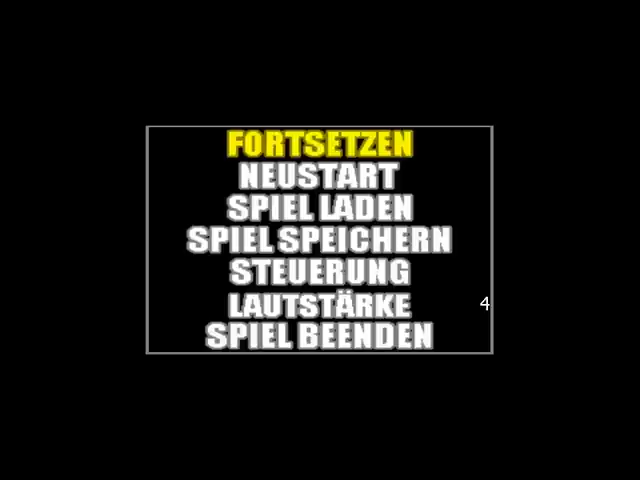 FORTSETZEN
NEUSTART
SPIEL LADEN
SPIEL SPEICHERN
STEUERUNG
LAUTSTÄRKE 4
SPIEL BEENDEN